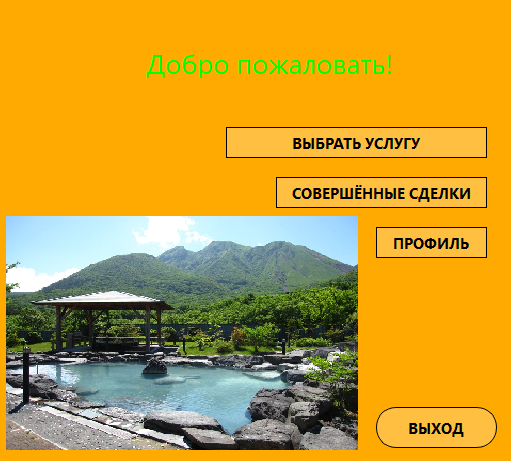 Добро пожаловать!
ВЫБРАТЬ УСЛУГУ
СОВЕРШЁННЫЕ СДЕЛКИ
ПРОФИЛЬ
ВЫХОД